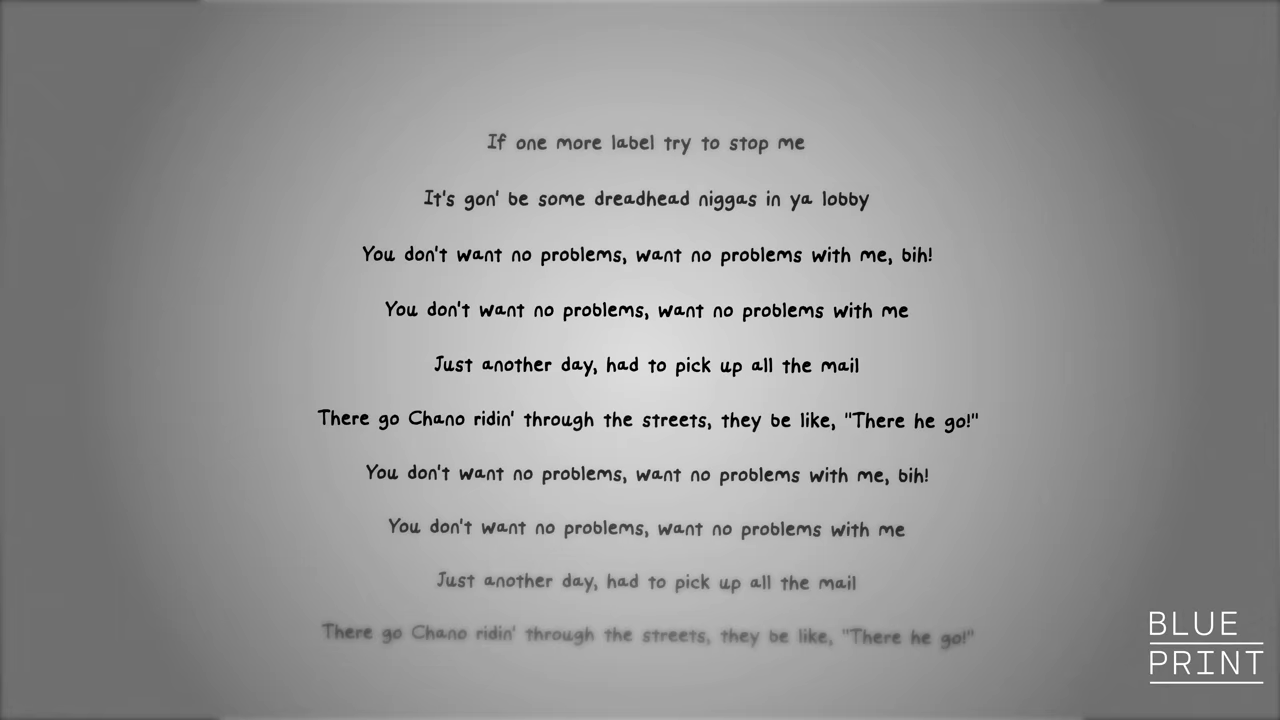 If one more label try to stop me
It's gon' be some dreadhead niggas in ya lobby
You don't want no problems, want no problems with me, bih!
You don't want no problems, want no problems with me
Just another day, had to pick up all the mail
There go Chano ridin' through the streets, they be like, "There he go!"
You don't want no problems, want no problems with me, bih!
You don't want no problems, want no problems with me
Just another day, had to pick up all the mail
There go Chano ridin' through the streets, they be like, "There he go!"
BLUE
PRINT